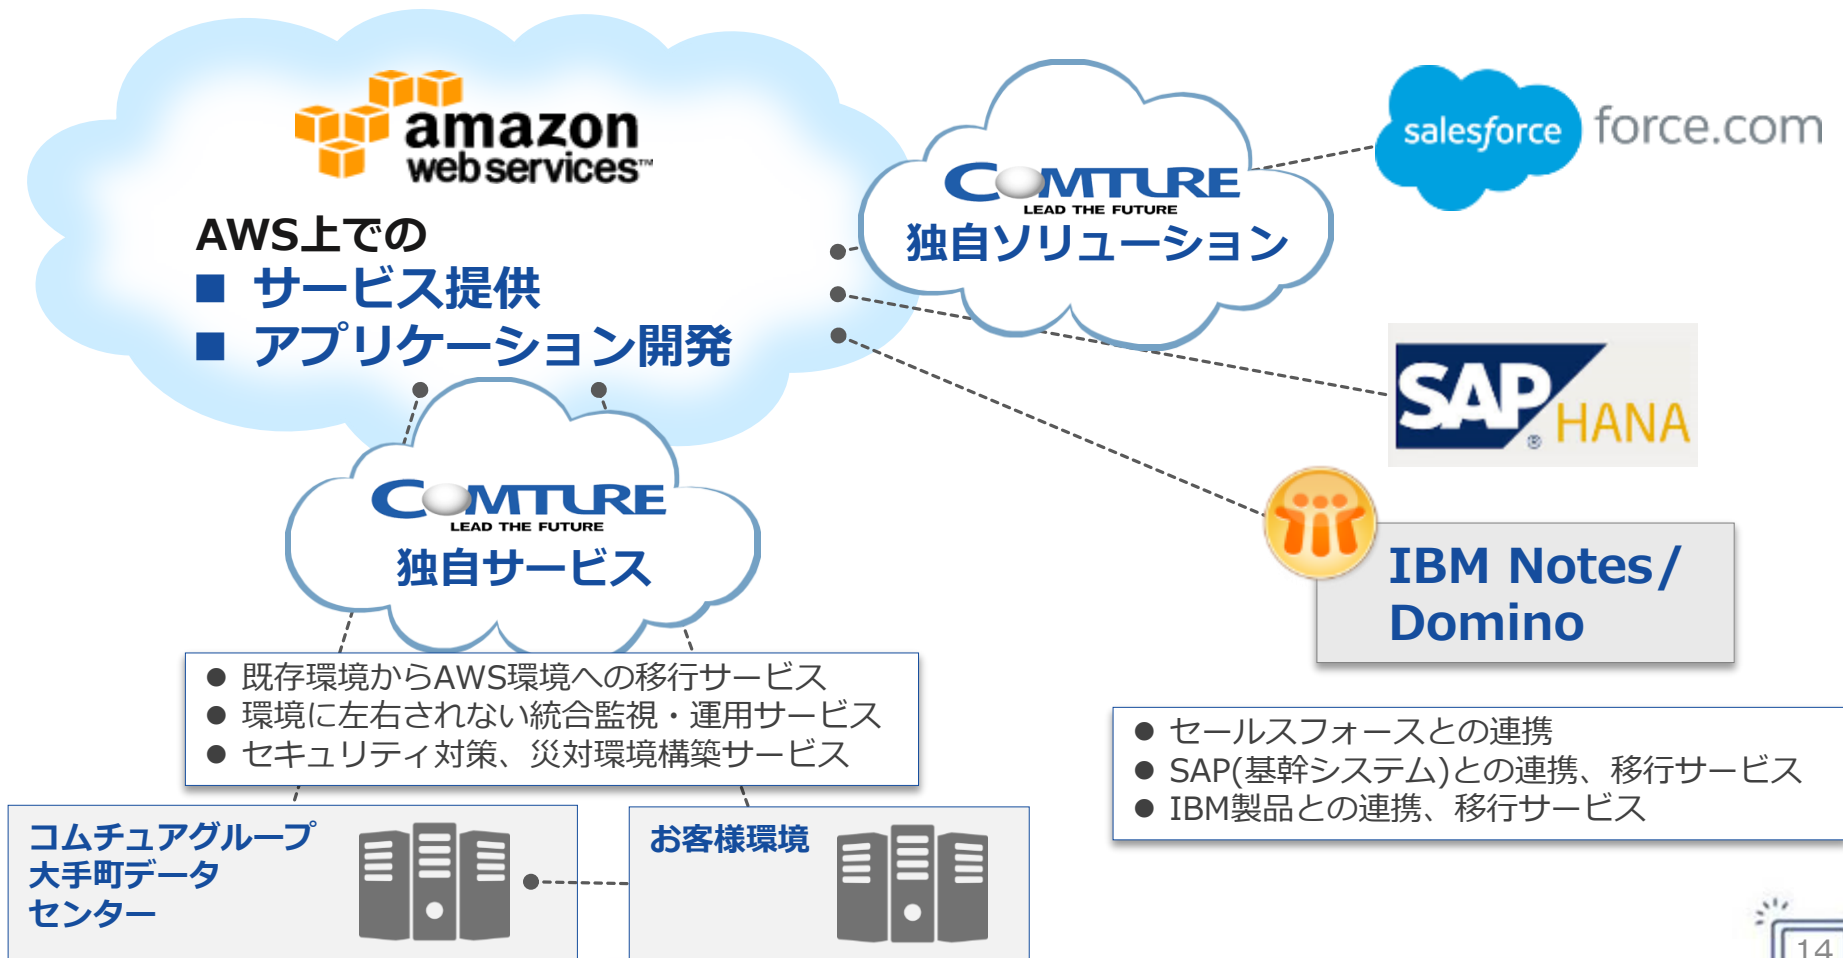 amazon
web services™
AWS上での
■ サービス提供
■ アプリケーション開発
COMTURE
LEAD THE FUTURE
独自ソリューション
salesforce
force.com
SAP
®
HANA
IBM Notes/
Domino
COMTURE
LEAD THE FUTURE
独自サービス
● 既存環境からAWS環境への移行サービス
● 環境に左右されない統合監視・運用サービス
● セキュリティ対策、災対環境構築サービス
● セールスフォースとの連携
● SAP(基幹システム)との連携、移行サービス
● IBM製品との連携、移行サービス
コムチュアグループ
大手町データ
センター
お客様環境
14